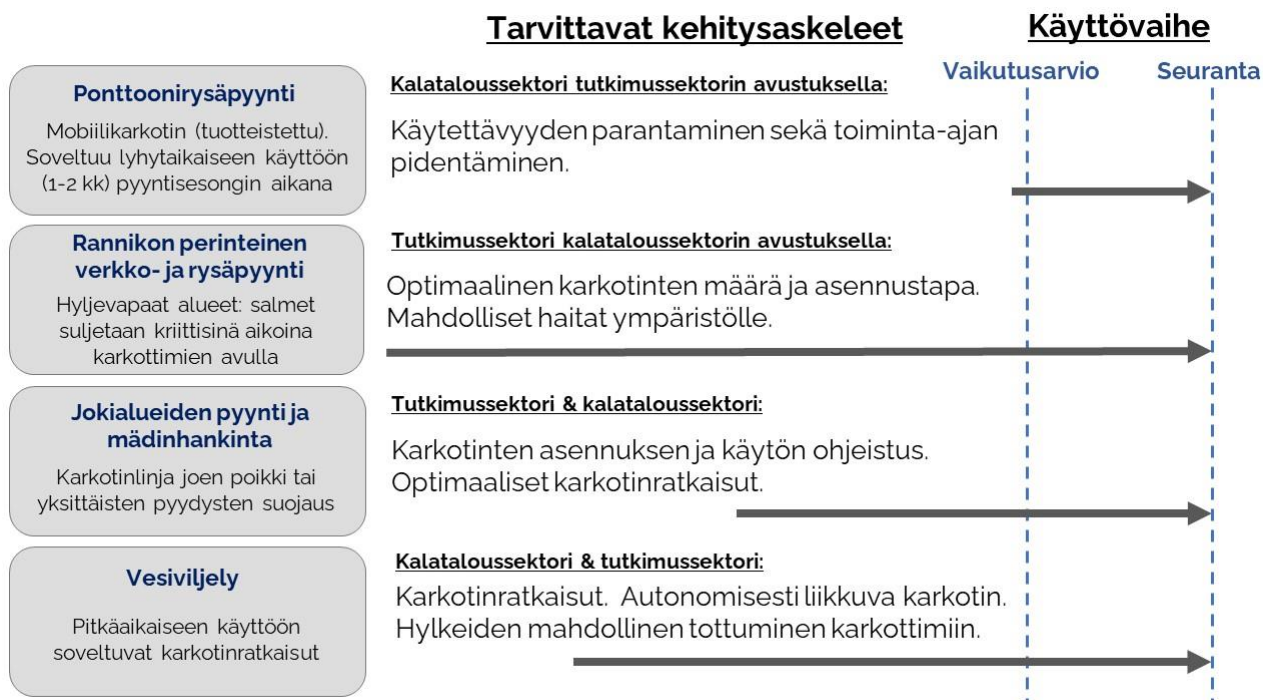 Tarvittavat kehitysaskeleet
Käyttövaihe
Vaikutusarvio
Seuranta
Ponttoonirysäpyynti
Mobiilikarkotin (tuotteistettu).
Soveltuu lyhytaikaiseen käyttöön
(1-2 kk) pyyntisesongin aikana
Kalataloussektori tutkimussektorin avustuksella:
Käytettävyyden parantaminen sekä toiminta-ajan
pidentäminen.
Rannikon perinteinen
verkko- ja rysäpyynti
Hyljevapaat alueet: salmet
suljetaan kriittisinä aikoina
karkottimien avulla
Tutkimussektori kalataloussektorin avustuksella:
Optimaalinen karkotinten määrä ja asennustapa.
Mahdolliset haitat ympäristölle.
Jokialueiden pyynti ja
mädinhankinta
Karkotinlinja joen poikki tai
yksittäisten pyydysten suojaus
Tutkimussektori & kalataloussektori:
Karkotinten asennuksen ja käytön ohjeistus.
Optimaaliset karkotinratkaisut.
Vesiviljely
Pitkäaikaiseen käyttöön
soveltuvat karkotinratkaisut
Kalataloussektori & tutkimussektori:
Karkotinratkaisut. Autonomisesti liikkuva karkotin.
Hylkeiden mahdollinen tottuminen karkottimiin.